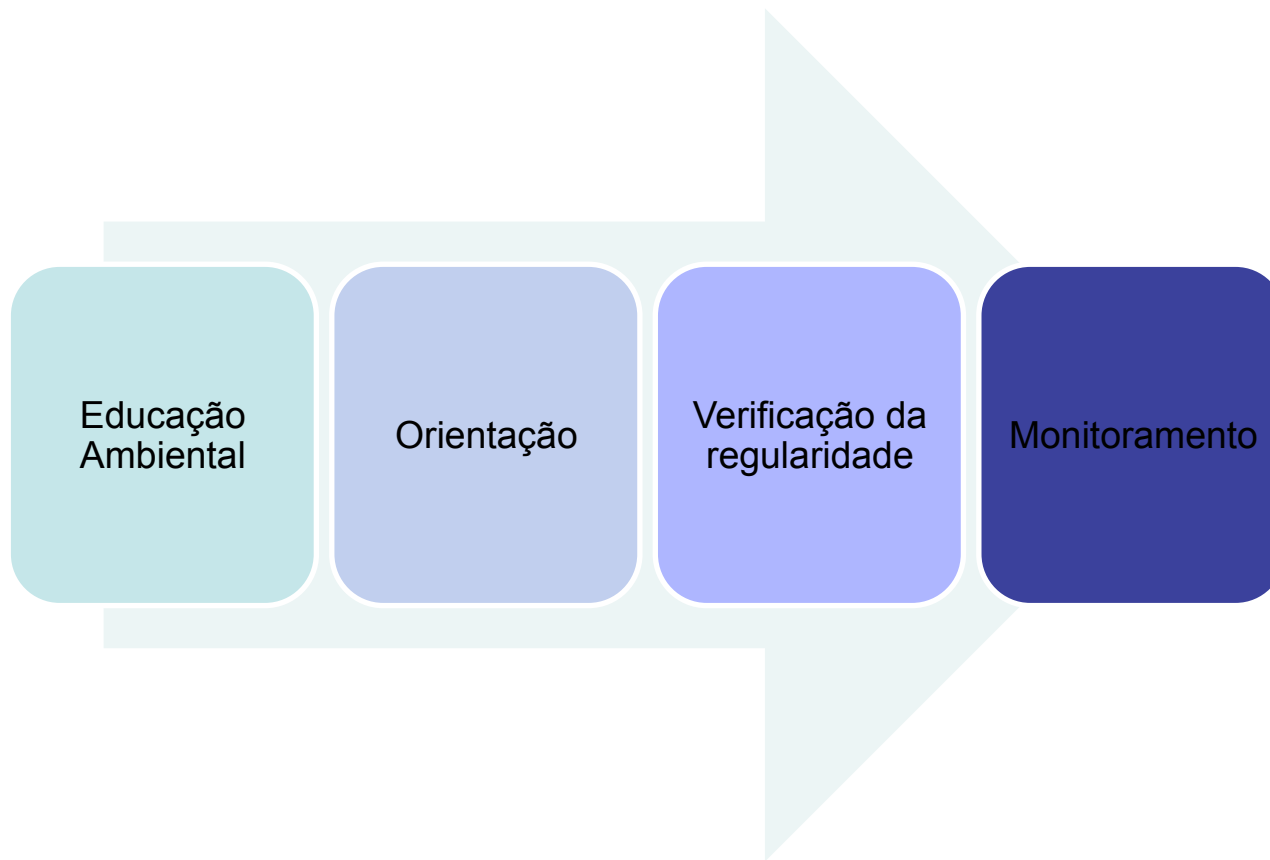 Educação
Ambiental
Orientação
Verificação da
regularidade
Monitoramento